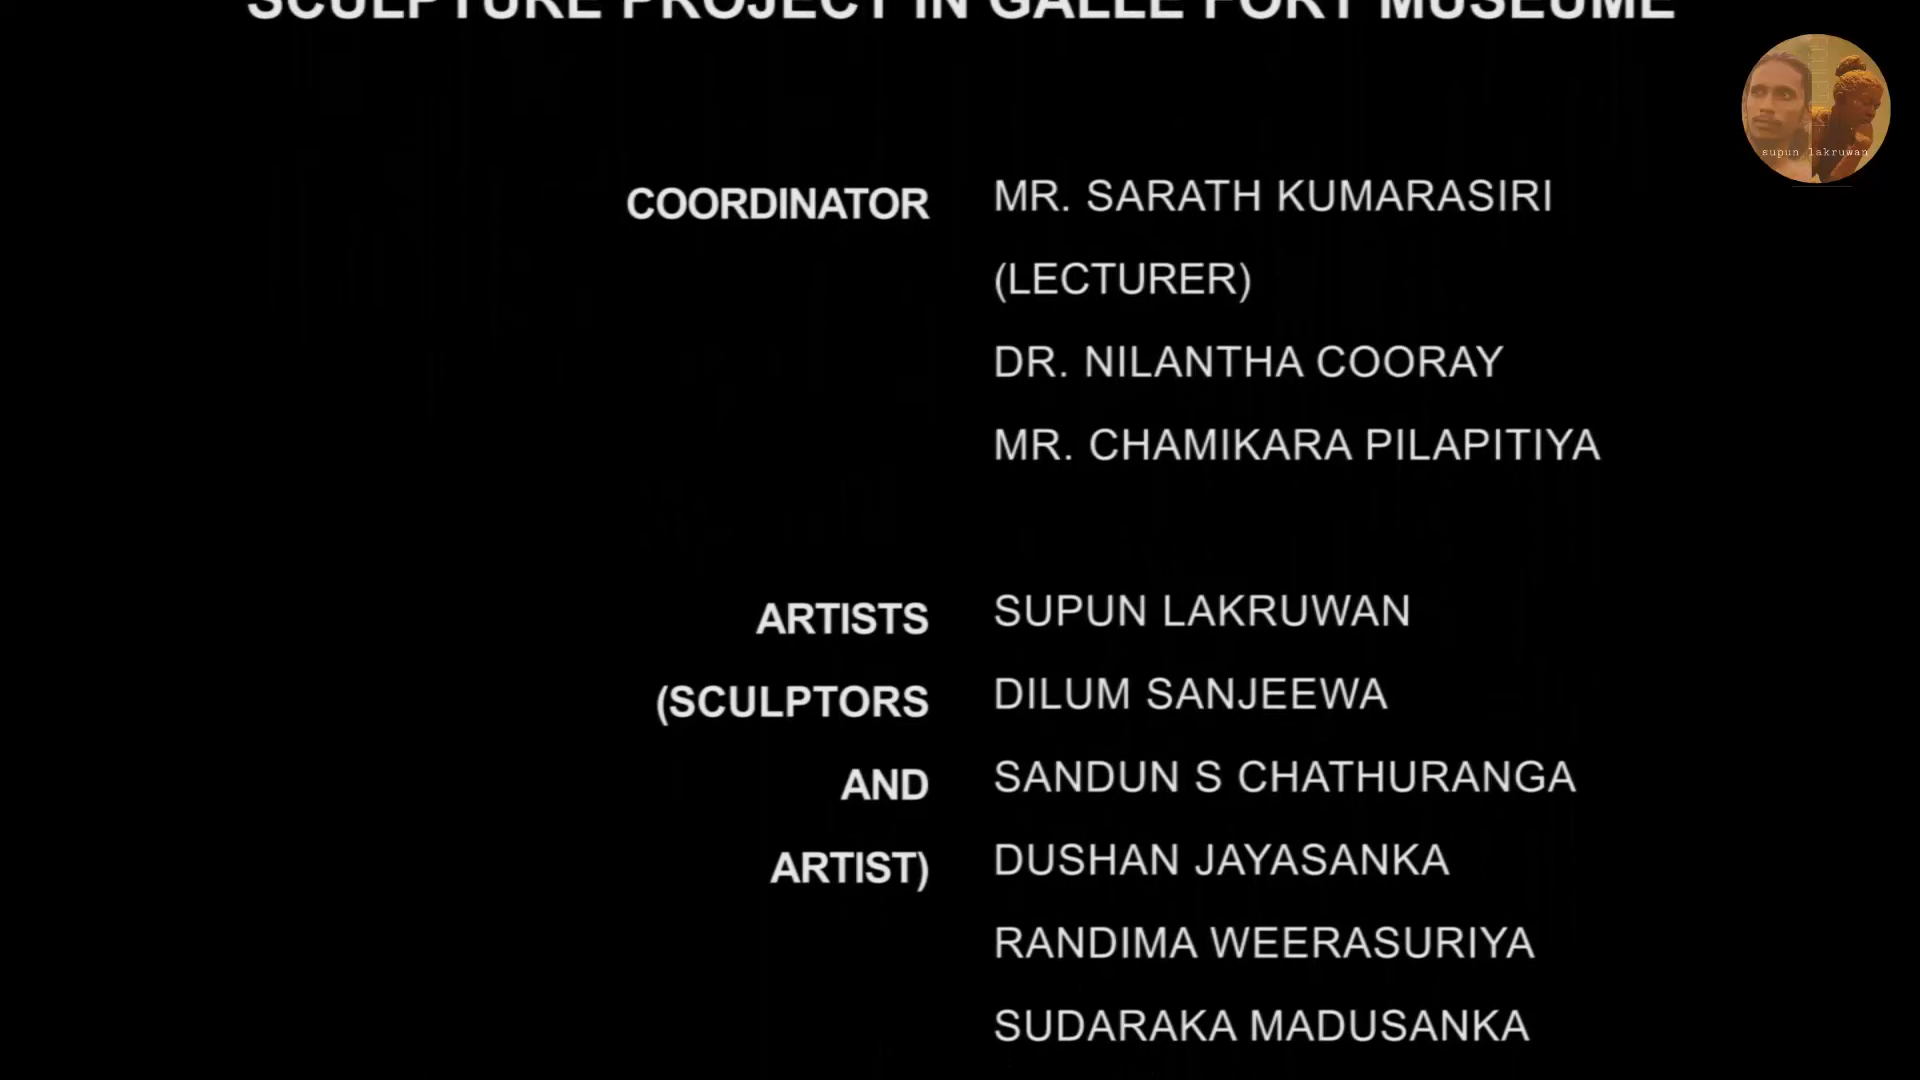 SCULPTURE PROJECT IN GALLE FORT MUSEUME
supun lakruwan
COORDINATOR MR. SARATH KUMARASIRI
(LECTURER)
DR. NILANTHA COORAY
MR. CHAMIKARA PILAPITIYA
ARTISTS SUPUN LAKRUWAN
(SCULPTORS DILUM SANJEEWA
AND SANDUN S CHATHURANGA
ARTIST) DUSHAN JAYASANKA
RANDIMA WEERASURIYA
SUDARAKA MADUSANKA